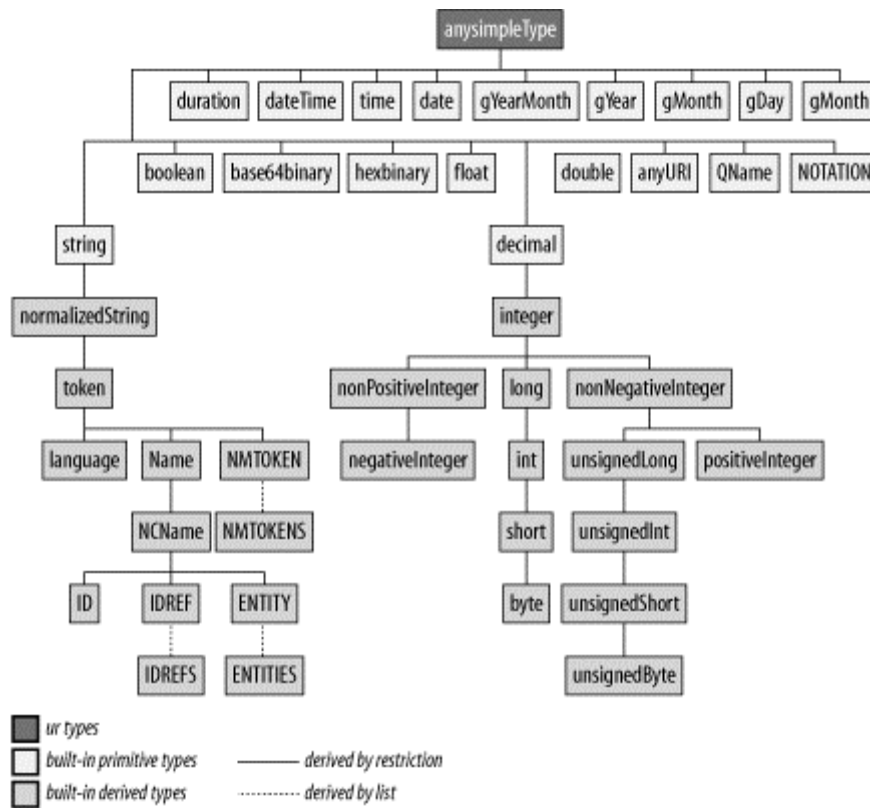 anysimpleType
duration dateTime time date gYearMonth gYear gMonth gDay gMonth
boolean base64binary hexbinary float double anyURI QName NOTATION
string decimal
normalizedString integer
token nonPositiveInteger long nonNegativeInteger
language Name NMTOKEN negativeInteger int unsignedLong positiveInteger
NCName NMTOKENS short unsignedInt
ID IDREF ENTITY byte unsignedShort
IDREFS ENTITIES unsignedByte
ur types
built-in primitive types derived by restriction
built-in derived types derived by list